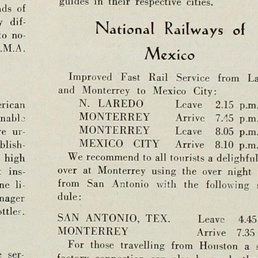 nds of
y dif-
to no-
.M.A.
erican
nable
ve ur-
blish-
high
t ins-
ne li-
nager
ottler.
e ser-
guides in their respective cities.
National Railways of
Mexico
Improved Fast Rail Service from La
and Monterrey to Mexico City:
N. LAREDO Leave 2.15 p.m.
MONTERREY Arrive 7.45 p.m.
MONTERREY Leave 8.05 p.m.
MEXICO CITY Arrive 8.10 p.m.
We recommend to all tourists a delightful
over at Monterrey using the over night
from San Antonio with the following s
dule:
SAN ANTONIO, TEX. Leave 4.45
MONTERREY Arrive 7.35
For those travelling from Houston a s